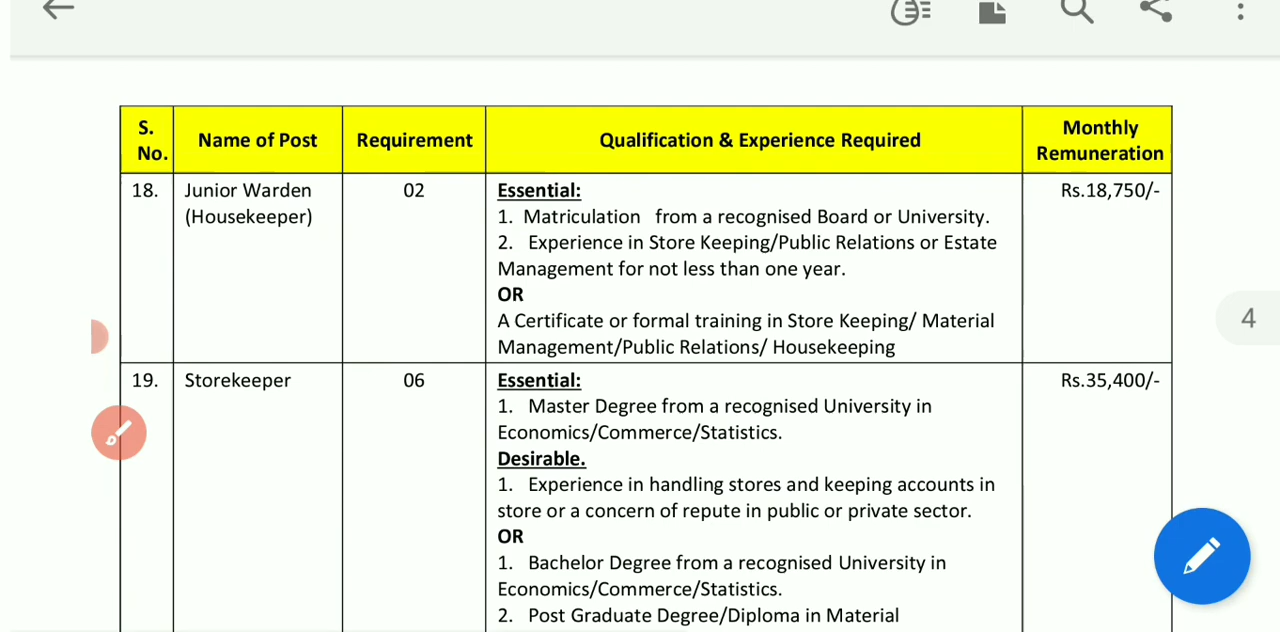 S. No.
Name of Post
Requirement
Qualification & Experience Required
Monthly Remuneration
18.
Junior Warden
(Housekeeper)
02
Essential:
1. Matriculation from a recognised Board or University.
2. Experience in Store Keeping/Public Relations or Estate
Management for not less than one year.
OR
A Certificate or formal training in Store Keeping/ Material
Management/Public Relations/ Housekeeping
Rs.18,750/-
19.
Storekeeper
06
Essential:
1. Master Degree from a recognised University in
Economics/Commerce/Statistics.
Desirable.
1. Experience in handling stores and keeping accounts in
store or a concern of repute in public or private sector.
OR
1. Bachelor Degree from a recognised University in
Economics/Commerce/Statistics.
2. Post Graduate Degree/Diploma in Material
Rs.35,400/-
4